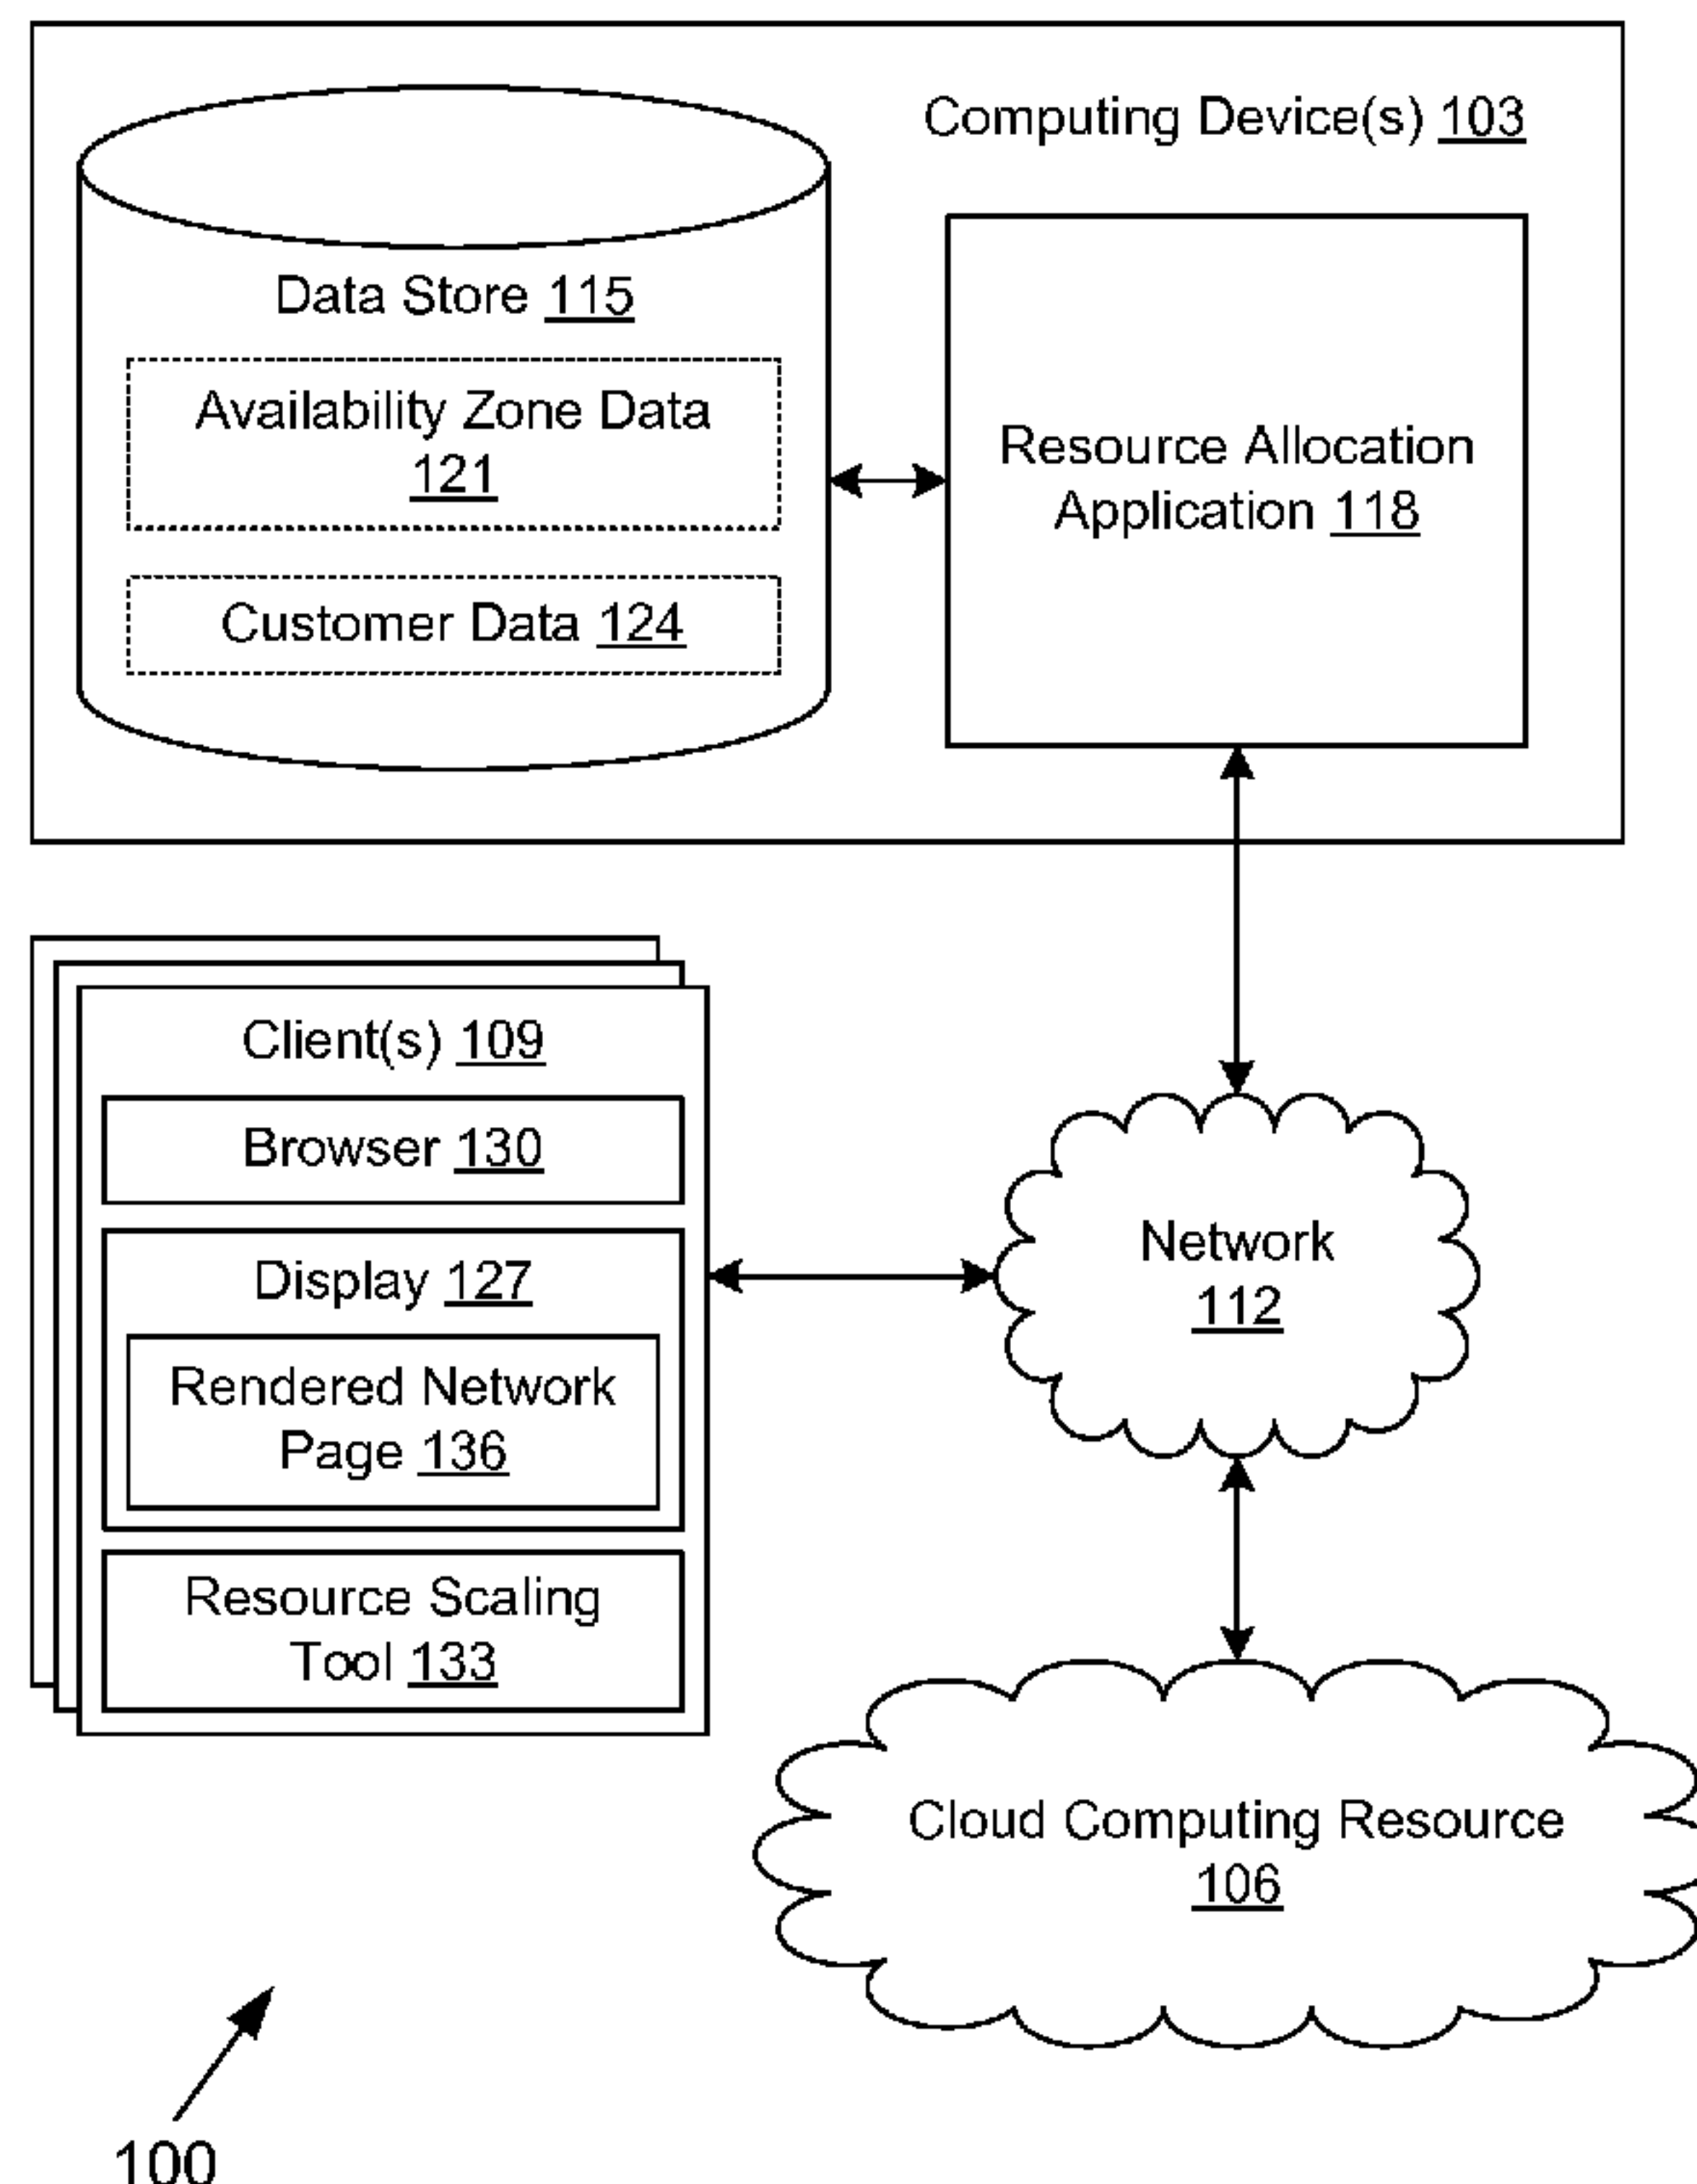 Computing Device(s) 103
Data Store 115
Availability Zone Data
121
Customer Data 124
Resource Allocation
Application 118
Client(s) 109
Browser 130
Display 127
Rendered Network
Page 136
Resource Scaling
Tool 133
Network
112
Cloud Computing Resource
106
100